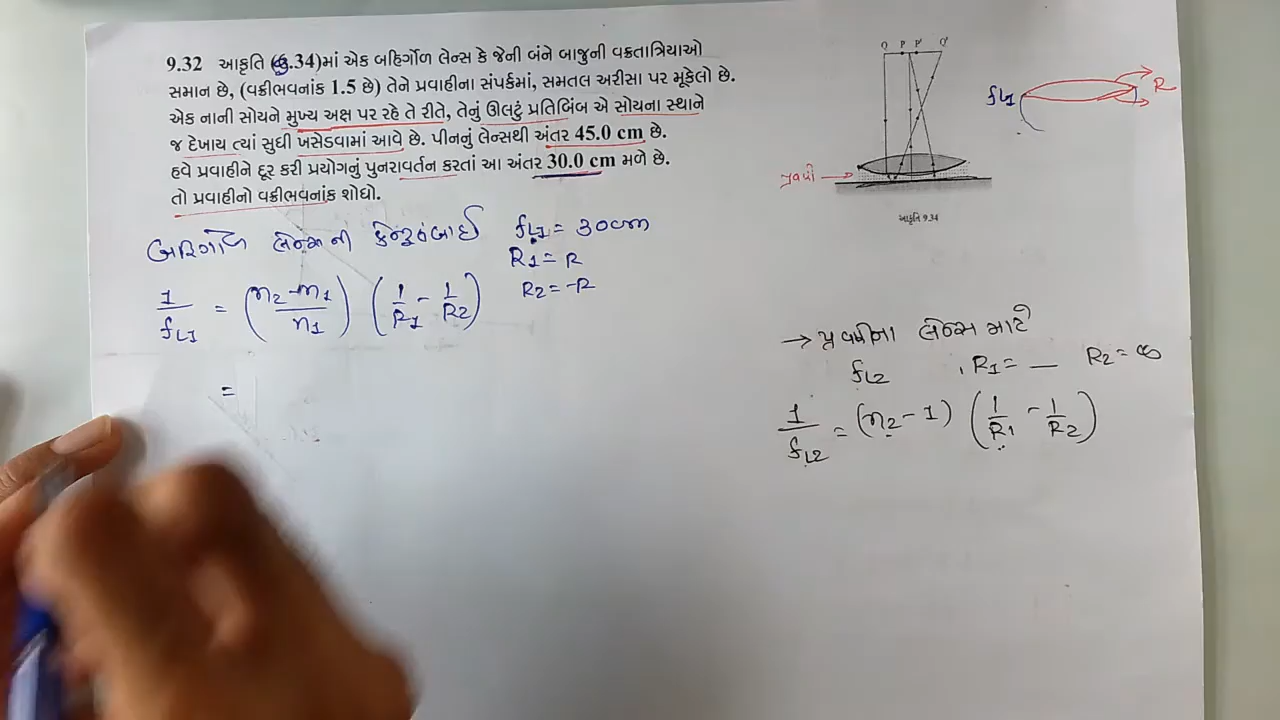 9.32 આકૃતિ (9.34)માં એક બહિર્ગોળ લેન્સ કે જેની બંને બાજુની વક્રતાત્રિયાઓ
સમાન છે, (વક્રીભવનાંક 1.5 છે) તેને પ્રવાહીના સંપર્કમાં, સમતલ અરીસા પર મૂકેલો છે.
એક નાની સોયને મુખ્ય અક્ષ પર રહે તે રીતે, તેનું ઊલટું પ્રતિબિંબ એ સોયના સ્થાને
જ દેખાય ત્યાં સુધી ખસેડવામાં આવે છે. પીનનું લેન્સથી અંતર 45.0 cm છે.
હવે પ્રવાહીને દૂર કરી પ્રયોગનું પુનરાવર્તન કરતાં આ અંતર 30.0 cm મળે છે.
તો પ્રવાહીનો વક્રીભવનાંક શોધો.
O P P' O'
fL1
R
પ્રવાહી →
આકૃતિ 9.34
લેન્સની કેન્દ્રલંબાઈ fL1 = 30cm
R1 = R
R2 = -R
1/fL1 = (n2-n1/n1) (1/R1 - 1/R2)
=
→ પ્રવાહીના લેન્સ માટે
fL2 , R1 = — R2 = ∞
1/fL2 = (n2 - 1) (1/R1 - 1/R2)